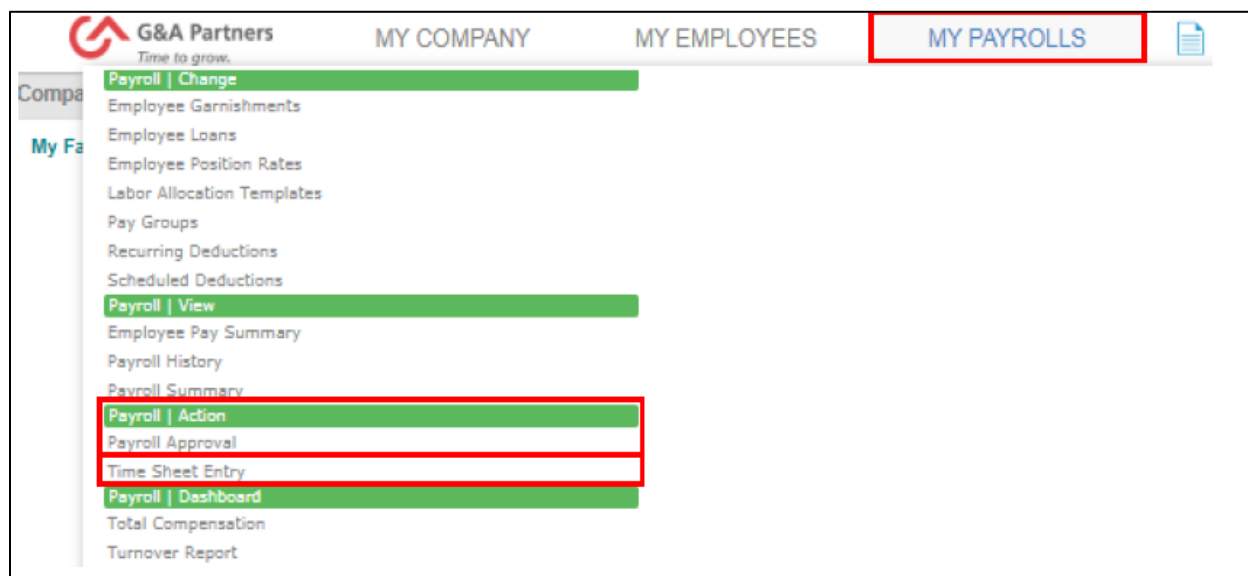 G&A Partners
Time to grow.
MY COMPANY
MY EMPLOYEES
MY PAYROLLS
Compa
My Fa
Payroll | Change
Employee Garnishments
Employee Loans
Employee Position Rates
Labor Allocation Templates
Pay Groups
Recurring Deductions
Scheduled Deductions
Payroll | View
Employee Pay Summary
Payroll History
Payroll Summary
Payroll | Action
Payroll Approval
Time Sheet Entry
Payroll | Dashboard
Total Compensation
Turnover Report